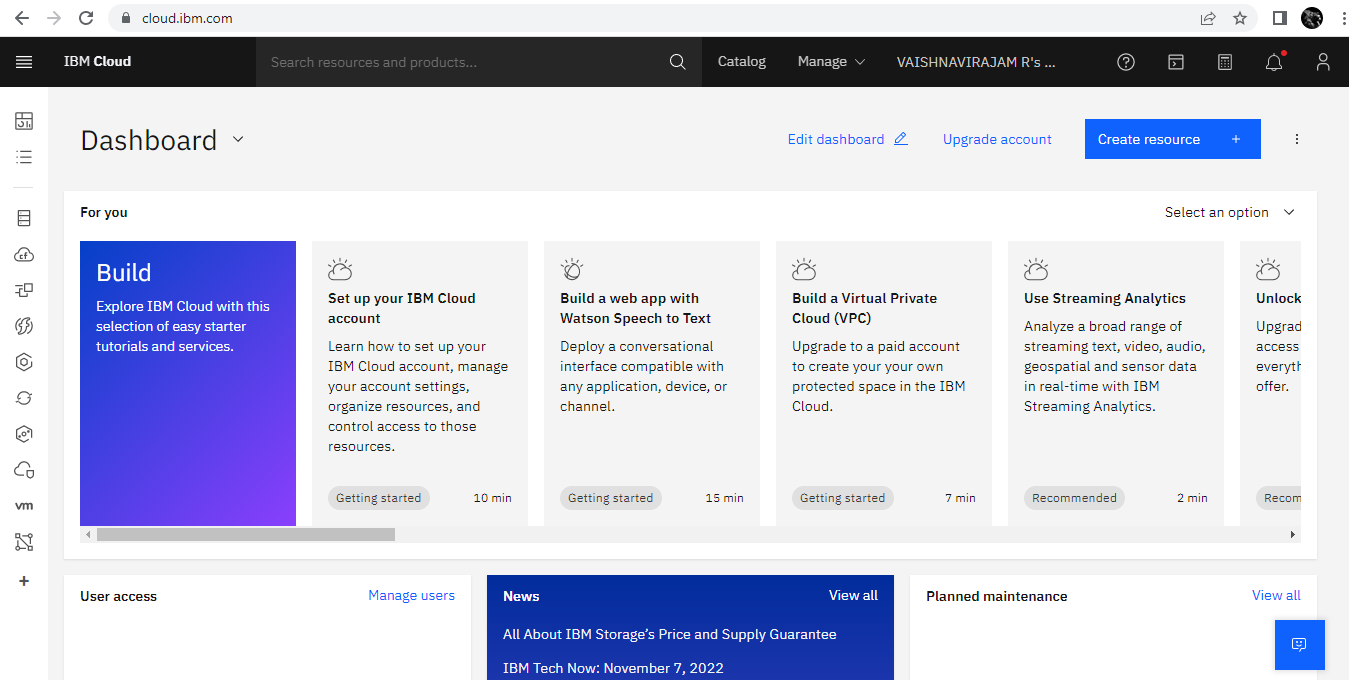 cloud.ibm.com
IBM Cloud
Search resources and products...
Catalog
Manage
VAISHNAVIRAJAM R's ...
Dashboard
Edit dashboard
Upgrade account
Create resource +
For you
Select an option
Build
Explore IBM Cloud with this
selection of easy starter
tutorials and services.
Set up your IBM Cloud
account
Learn how to set up your
IBM Cloud account, manage
your account settings,
organize resources, and
control access to those
resources.
Getting started
10 min
Build a web app with
Watson Speech to Text
Deploy a conversational
interface compatible with
any application, device, or
channel.
Getting started
15 min
Build a Virtual Private
Cloud (VPC)
Upgrade to a paid account
to create your your own
protected space in the IBM
Cloud.
Getting started
7 min
Use Streaming Analytics
Analyze a broad range of
streaming text, video, audio,
geospatial and sensor data
in real-time with IBM
Streaming Analytics.
Recommended
2 min
Unlock
Upgrad
access
everyth
offer.
Recom
cf
vm
+
User access
Manage users
News
View all
All About IBM Storage’s Price and Supply Guarantee
IBM Tech Now: November 7, 2022
Planned maintenance
View all